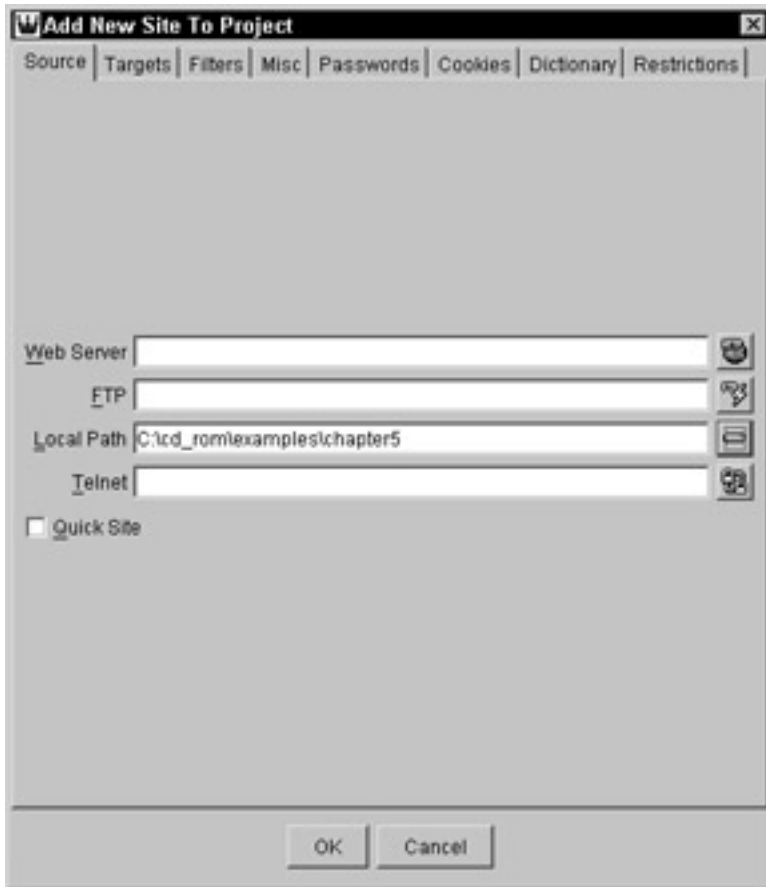 Add New Site To Project
Source Targets Filters Misc Passwords Cookies Dictionary Restrictions
Web Server
FTP
Local Path C:\cd_rom\examples\chapter5
Telnet
Quick Site
OK Cancel